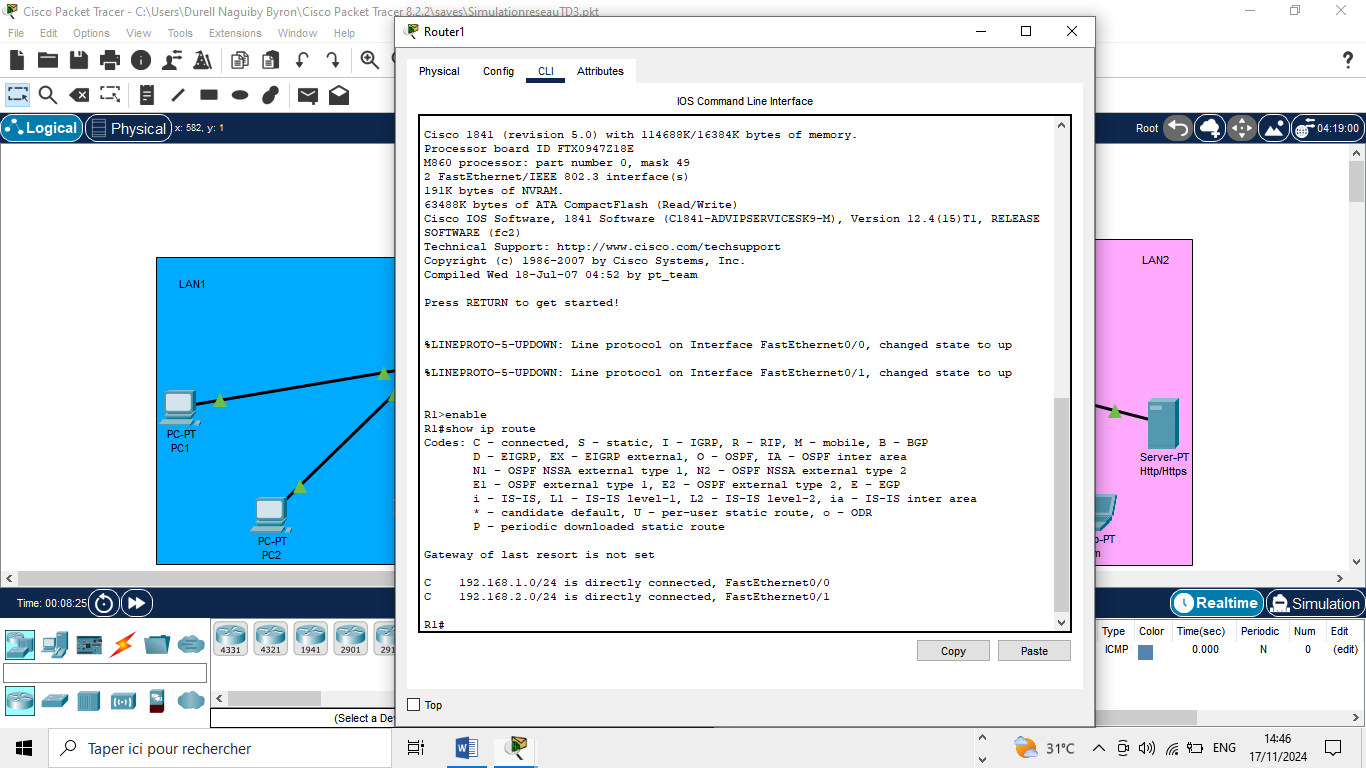 Cisco Packet Tracer - C:\Users\Durell Naguiby Byron\Cisco Packet Tracer 8.2.2\saves\SimulationreseauTD3.pkt
File Edit Options View Tools Extensions Window Help
Router1
Physical Config CLI Attributes
IOS Command Line Interface
Logical Physical x: 582, y: 1
Root 04:19:00
Cisco 1841 (revision 5.0) with 114688K/16384K bytes of memory.
Processor board ID FTX0947Z18E
M860 processor: part number 0, mask 49
2 FastEthernet/IEEE 802.3 interface(s)
191K bytes of NVRAM.
63488K bytes of ATA CompactFlash (Read/Write)
Cisco IOS Software, 1841 Software (C1841-ADVIPSERVICESK9-M), Version 12.4(15)T1, RELEASE
SOFTWARE (fc2)
Technical Support: http://www.cisco.com/techsupport
Copyright (c) 1986-2007 by Cisco Systems, Inc.
Compiled Wed 18-Jul-07 04:52 by pt_team
Press RETURN to get started!
%LINEPROTO-5-UPDOWN: Line protocol on Interface FastEthernet0/0, changed state to up
%LINEPROTO-5-UPDOWN: Line protocol on Interface FastEthernet0/1, changed state to up
R1>enable
R1#show ip route
Codes: C - connected, S - static, I - IGRP, R - RIP, M - mobile, B - BGP
D - EIGRP, EX - EIGRP external, O - OSPF, IA - OSPF inter area
N1 - OSPF NSSA external type 1, N2 - OSPF NSSA external type 2
E1 - OSPF external type 1, E2 - OSPF external type 2, E - EGP
i - IS-IS, L1 - IS-IS level-1, L2 - IS-IS level-2, ia - IS-IS inter area
* - candidate default, U - per-user static route, o - ODR
P - periodic downloaded static route
Gateway of last resort is not set
C 192.168.1.0/24 is directly connected, FastEthernet0/0
C 192.168.2.0/24 is directly connected, FastEthernet0/1
R1#
Copy Paste
Top
LAN1
PC-PT
PC1
PC-PT
PC2
LAN2
Server-PT
Http/Https
p-PT
m
Time: 00:08:25
Realtime Simulation
4331 4321 1941 2901 291
(Select a Dev
Type Color Time(sec) Periodic Num Edit
ICMP 0.000 N 0 (edit)
Taper ici pour rechercher
31°C
ENG
14:46
17/11/2024